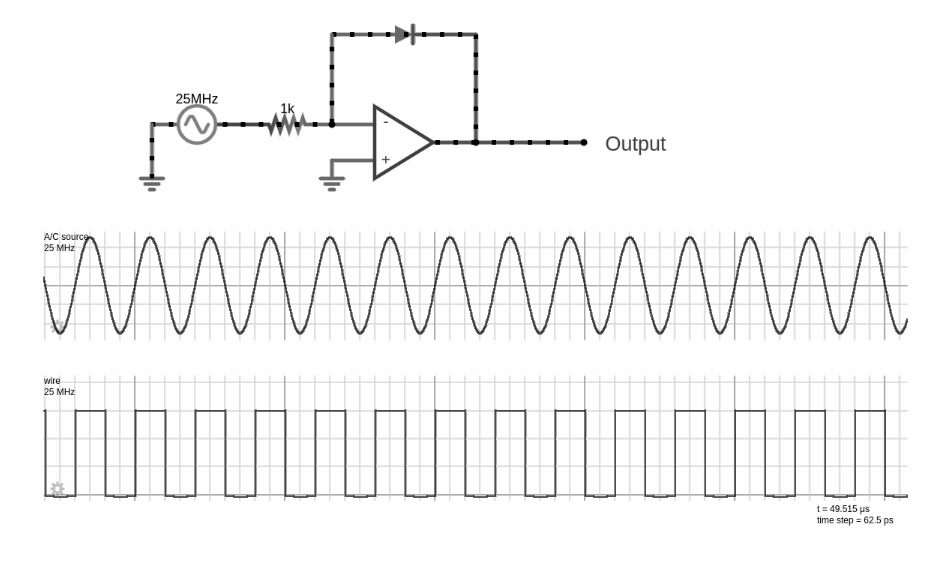 25MHz
1k
-
+
Output
A/C source
25 MHz
wire
25 MHz
t = 49.515 μs
time step = 62.5 ps